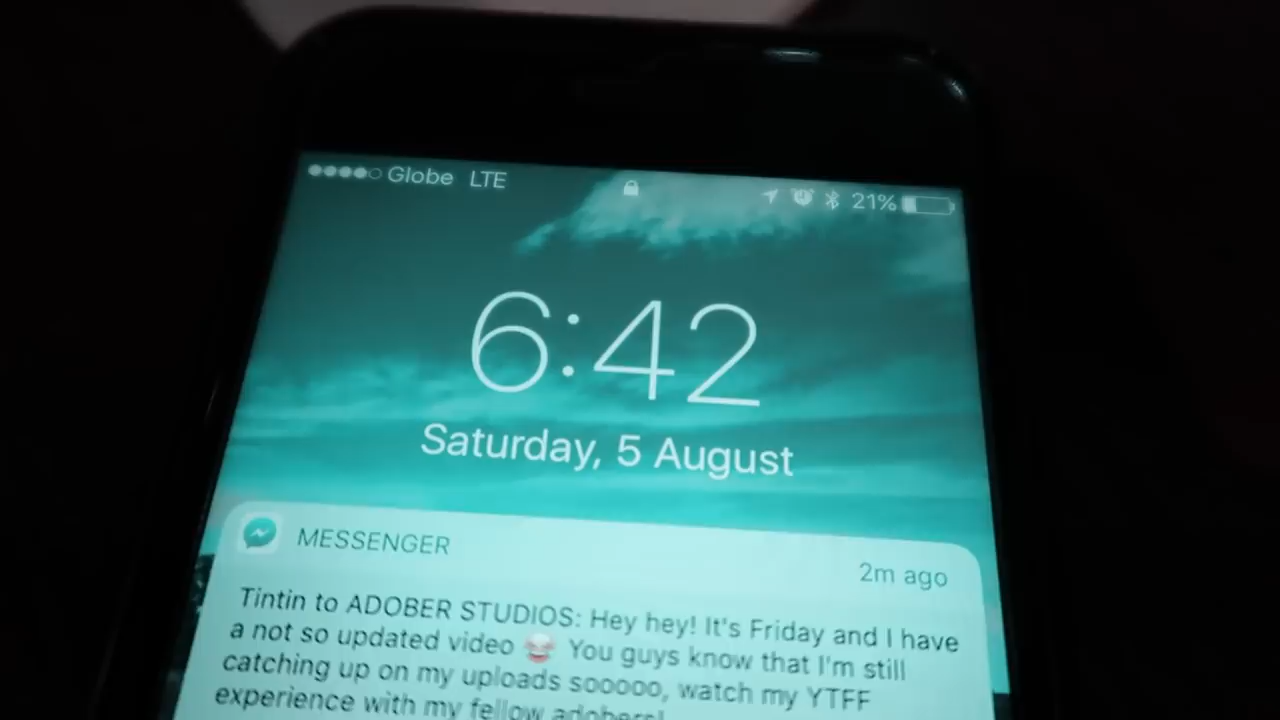 Globe LTE
21%
6:42
Saturday, 5 August
MESSENGER
2m ago
Tintin to ADOBER STUDIOS: Hey hey! It's Friday and I have
a not so updated video 😂 You guys know that I'm still
catching up on my uploads sooooo, watch my YTFF
experience with my fellow adobers!